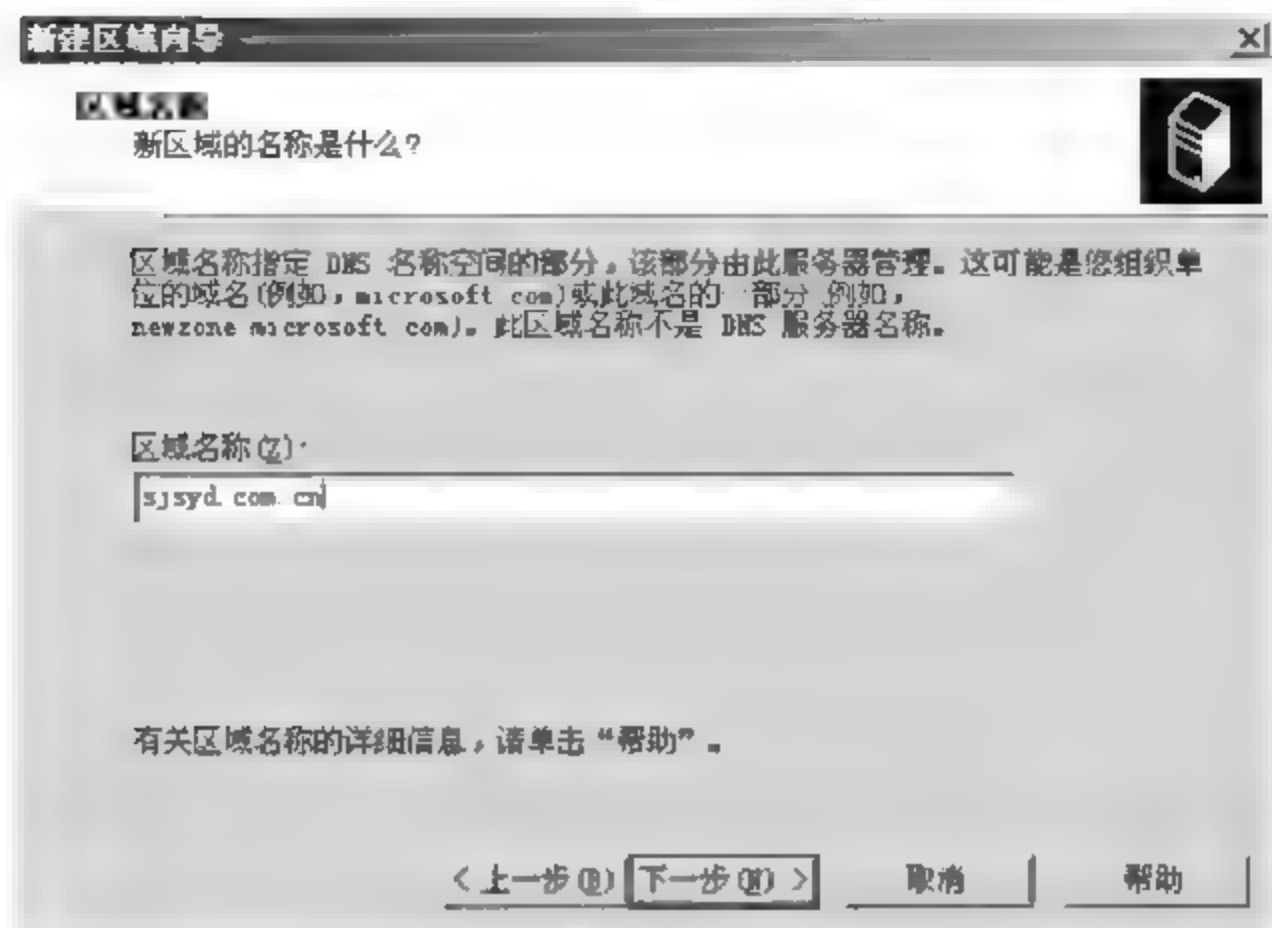 新建区域向导
区域名称
新区域的名称是什么?
区域名称指定 DNS 名称空间的部分，该部分由此服务器管理。这可能是您组织单
位的域名(例如，microsoft com)或此域名的一部分 例如，
newzone microsoft com)。此区域名称不是 DNS 服务器名称。
区域名称(Z):
sjsyd.com.cn
有关区域名称的详细信息，请单击“帮助”。
< 上一步(B) 下一步(N) > 取消 帮助